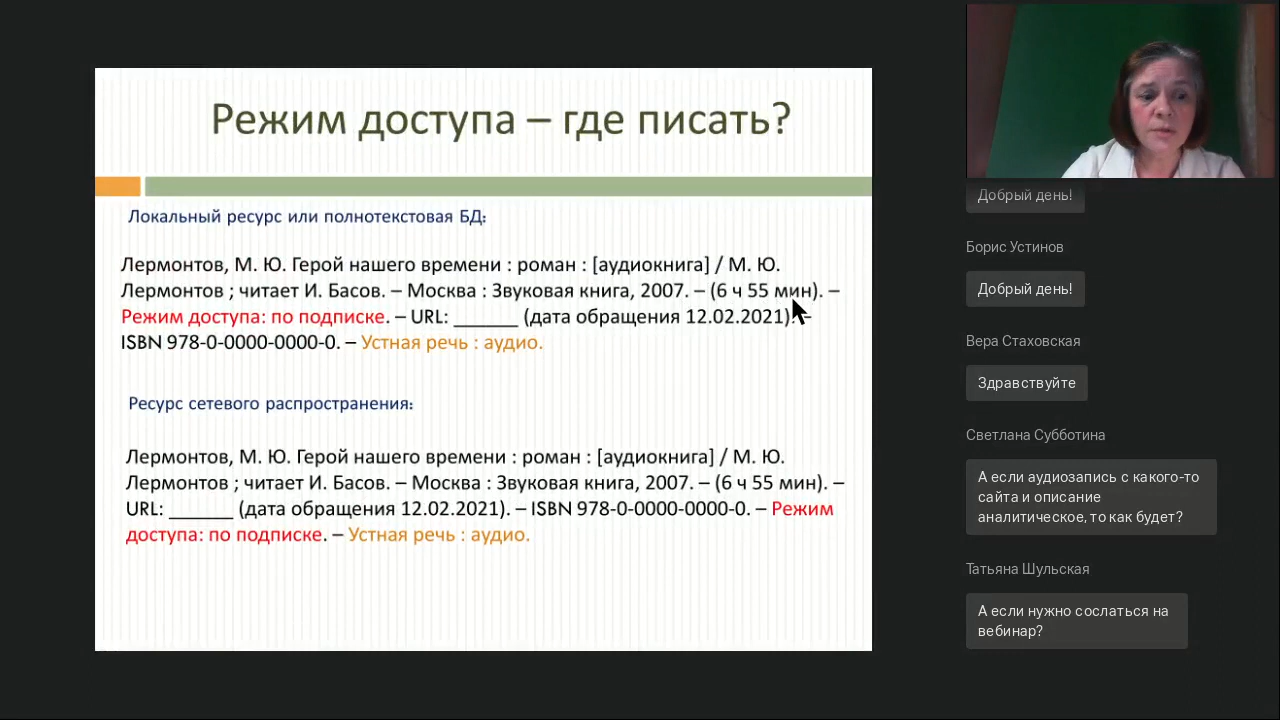 Режим доступа – где писать?
Локальный ресурс или полнотекстовая БД:
Лермонтов, М. Ю. Герой нашего времени : роман : [аудиокнига] / М. Ю.
Лермонтов ; читает И. Басов. – Москва : Звуковая книга, 2007. – (6 ч 55 мин). –
Режим доступа: по подписке. – URL: ______ (дата обращения 12.02.2021). –
ISBN 978-0-0000-0000-0. – Устная речь : аудио.
Ресурс сетевого распространения:
Лермонтов, М. Ю. Герой нашего времени : роман : [аудиокнига] / М. Ю.
Лермонтов ; читает И. Басов. – Москва : Звуковая книга, 2007. – (6 ч 55 мин). –
URL: ______ (дата обращения 12.02.2021). – ISBN 978-0-0000-0000-0. – Режим
доступа: по подписке. – Устная речь : аудио.
Добрый день!
Борис Устинов
Добрый день!
Вера Стаховская
Здравствуйте
Светлана Субботина
А если аудиозапись с какого-то
сайта и описание
аналитическое, то как будет?
Татьяна Шульская
А если нужно сослаться на
вебинар?